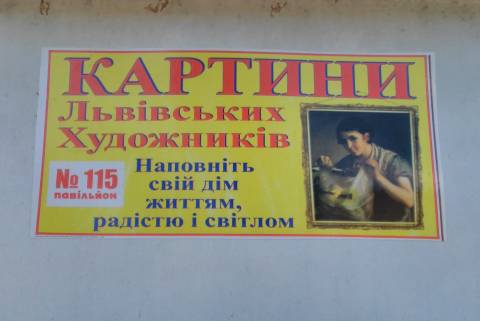 КАРТИНИ
Львівських
Художників
№ 115
павільйон
Наповніть
свій дім
життям,
радістю і світлом